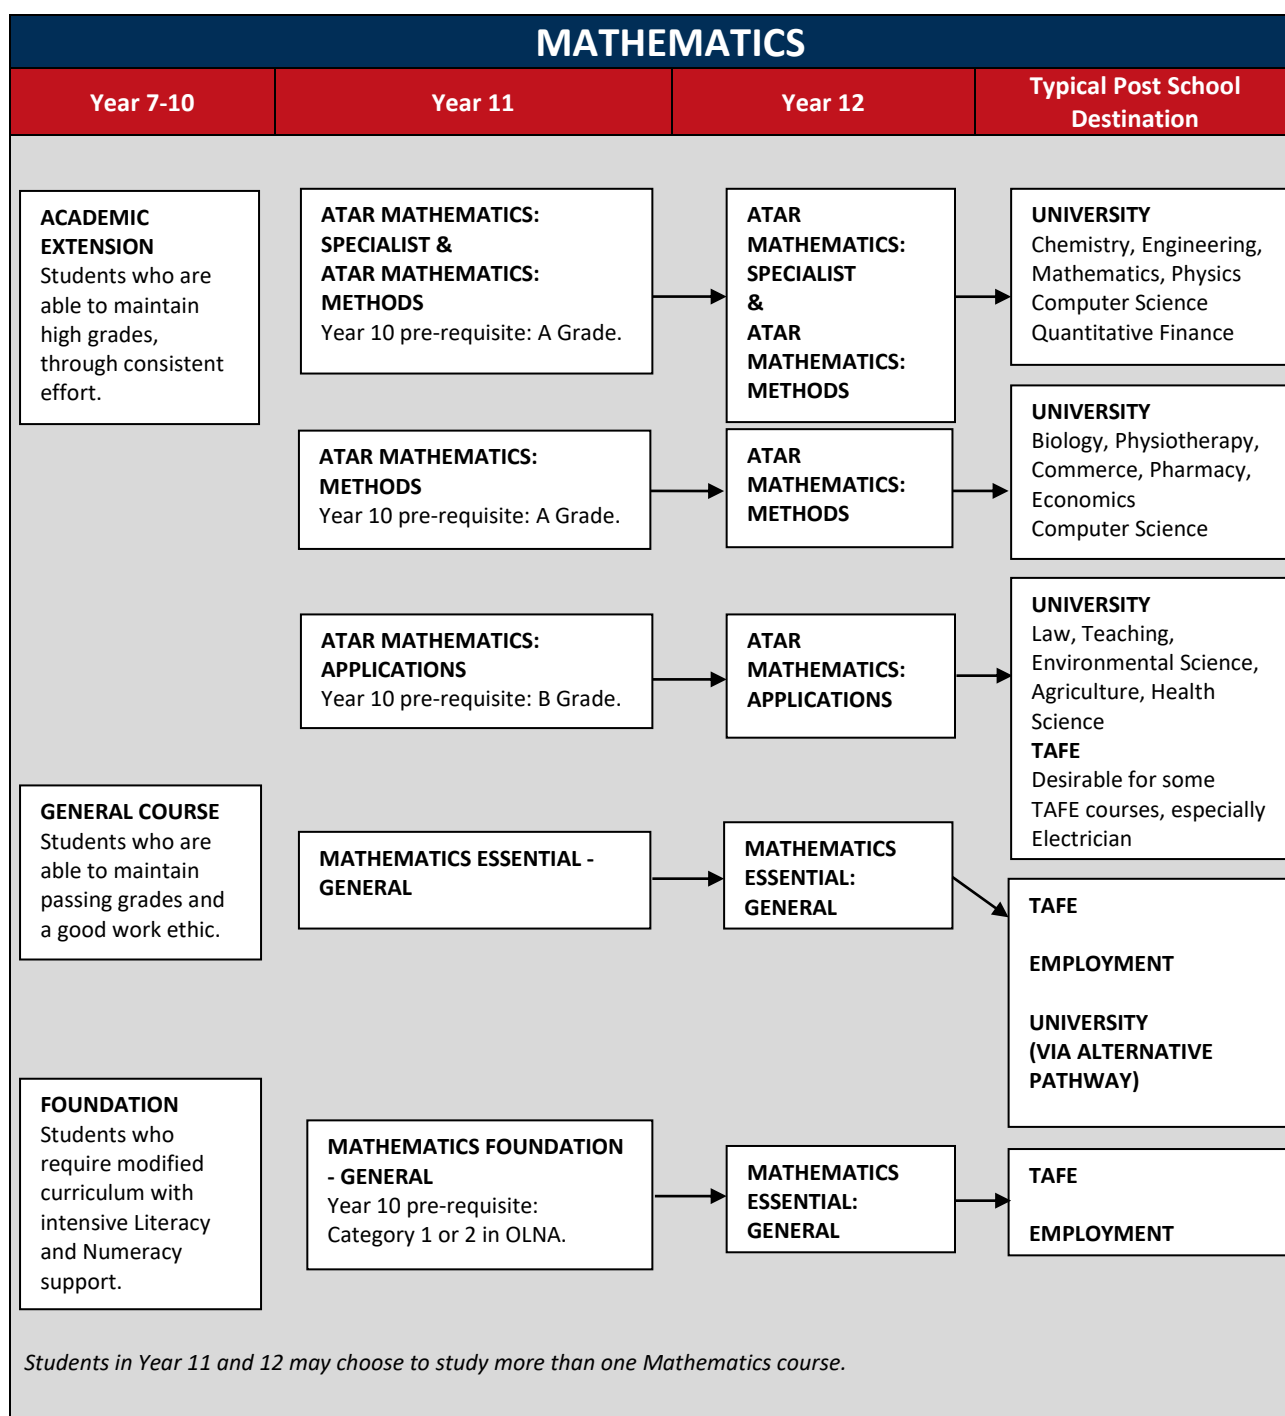 MATHEMATICS
Year 7-10
Year 11
Year 12
Typical Post School
Destination
ACADEMIC
EXTENSION
Students who are
able to maintain
high grades,
through consistent
effort.
ATAR MATHEMATICS:
SPECIALIST &
ATAR MATHEMATICS:
METHODS
Year 10 pre-requisite: A Grade.
ATAR
MATHEMATICS:
SPECIALIST
&
ATAR
MATHEMATICS:
METHODS
UNIVERSITY
Chemistry, Engineering,
Mathematics, Physics
Computer Science
Quantitative Finance
ATAR MATHEMATICS:
METHODS
Year 10 pre-requisite: A Grade.
ATAR
MATHEMATICS:
METHODS
UNIVERSITY
Biology, Physiotherapy,
Commerce, Pharmacy,
Economics
Computer Science
ATAR MATHEMATICS:
APPLICATIONS
Year 10 pre-requisite: B Grade.
ATAR
MATHEMATICS:
APPLICATIONS
UNIVERSITY
Law, Teaching,
Environmental Science,
Agriculture, Health
Science
TAFE
Desirable for some
TAFE courses, especially
Electrician
GENERAL COURSE
Students who are
able to maintain
passing grades and
a good work ethic.
MATHEMATICS ESSENTIAL -
GENERAL
MATHEMATICS
ESSENTIAL:
GENERAL
TAFE
EMPLOYMENT
UNIVERSITY
(VIA ALTERNATIVE
PATHWAY)
FOUNDATION
Students who
require modified
curriculum with
intensive Literacy
and Numeracy
support.
MATHEMATICS FOUNDATION
- GENERAL
Year 10 pre-requisite:
Category 1 or 2 in OLNA.
MATHEMATICS
ESSENTIAL:
GENERAL
TAFE
EMPLOYMENT
Students in Year 11 and 12 may choose to study more than one Mathematics course.